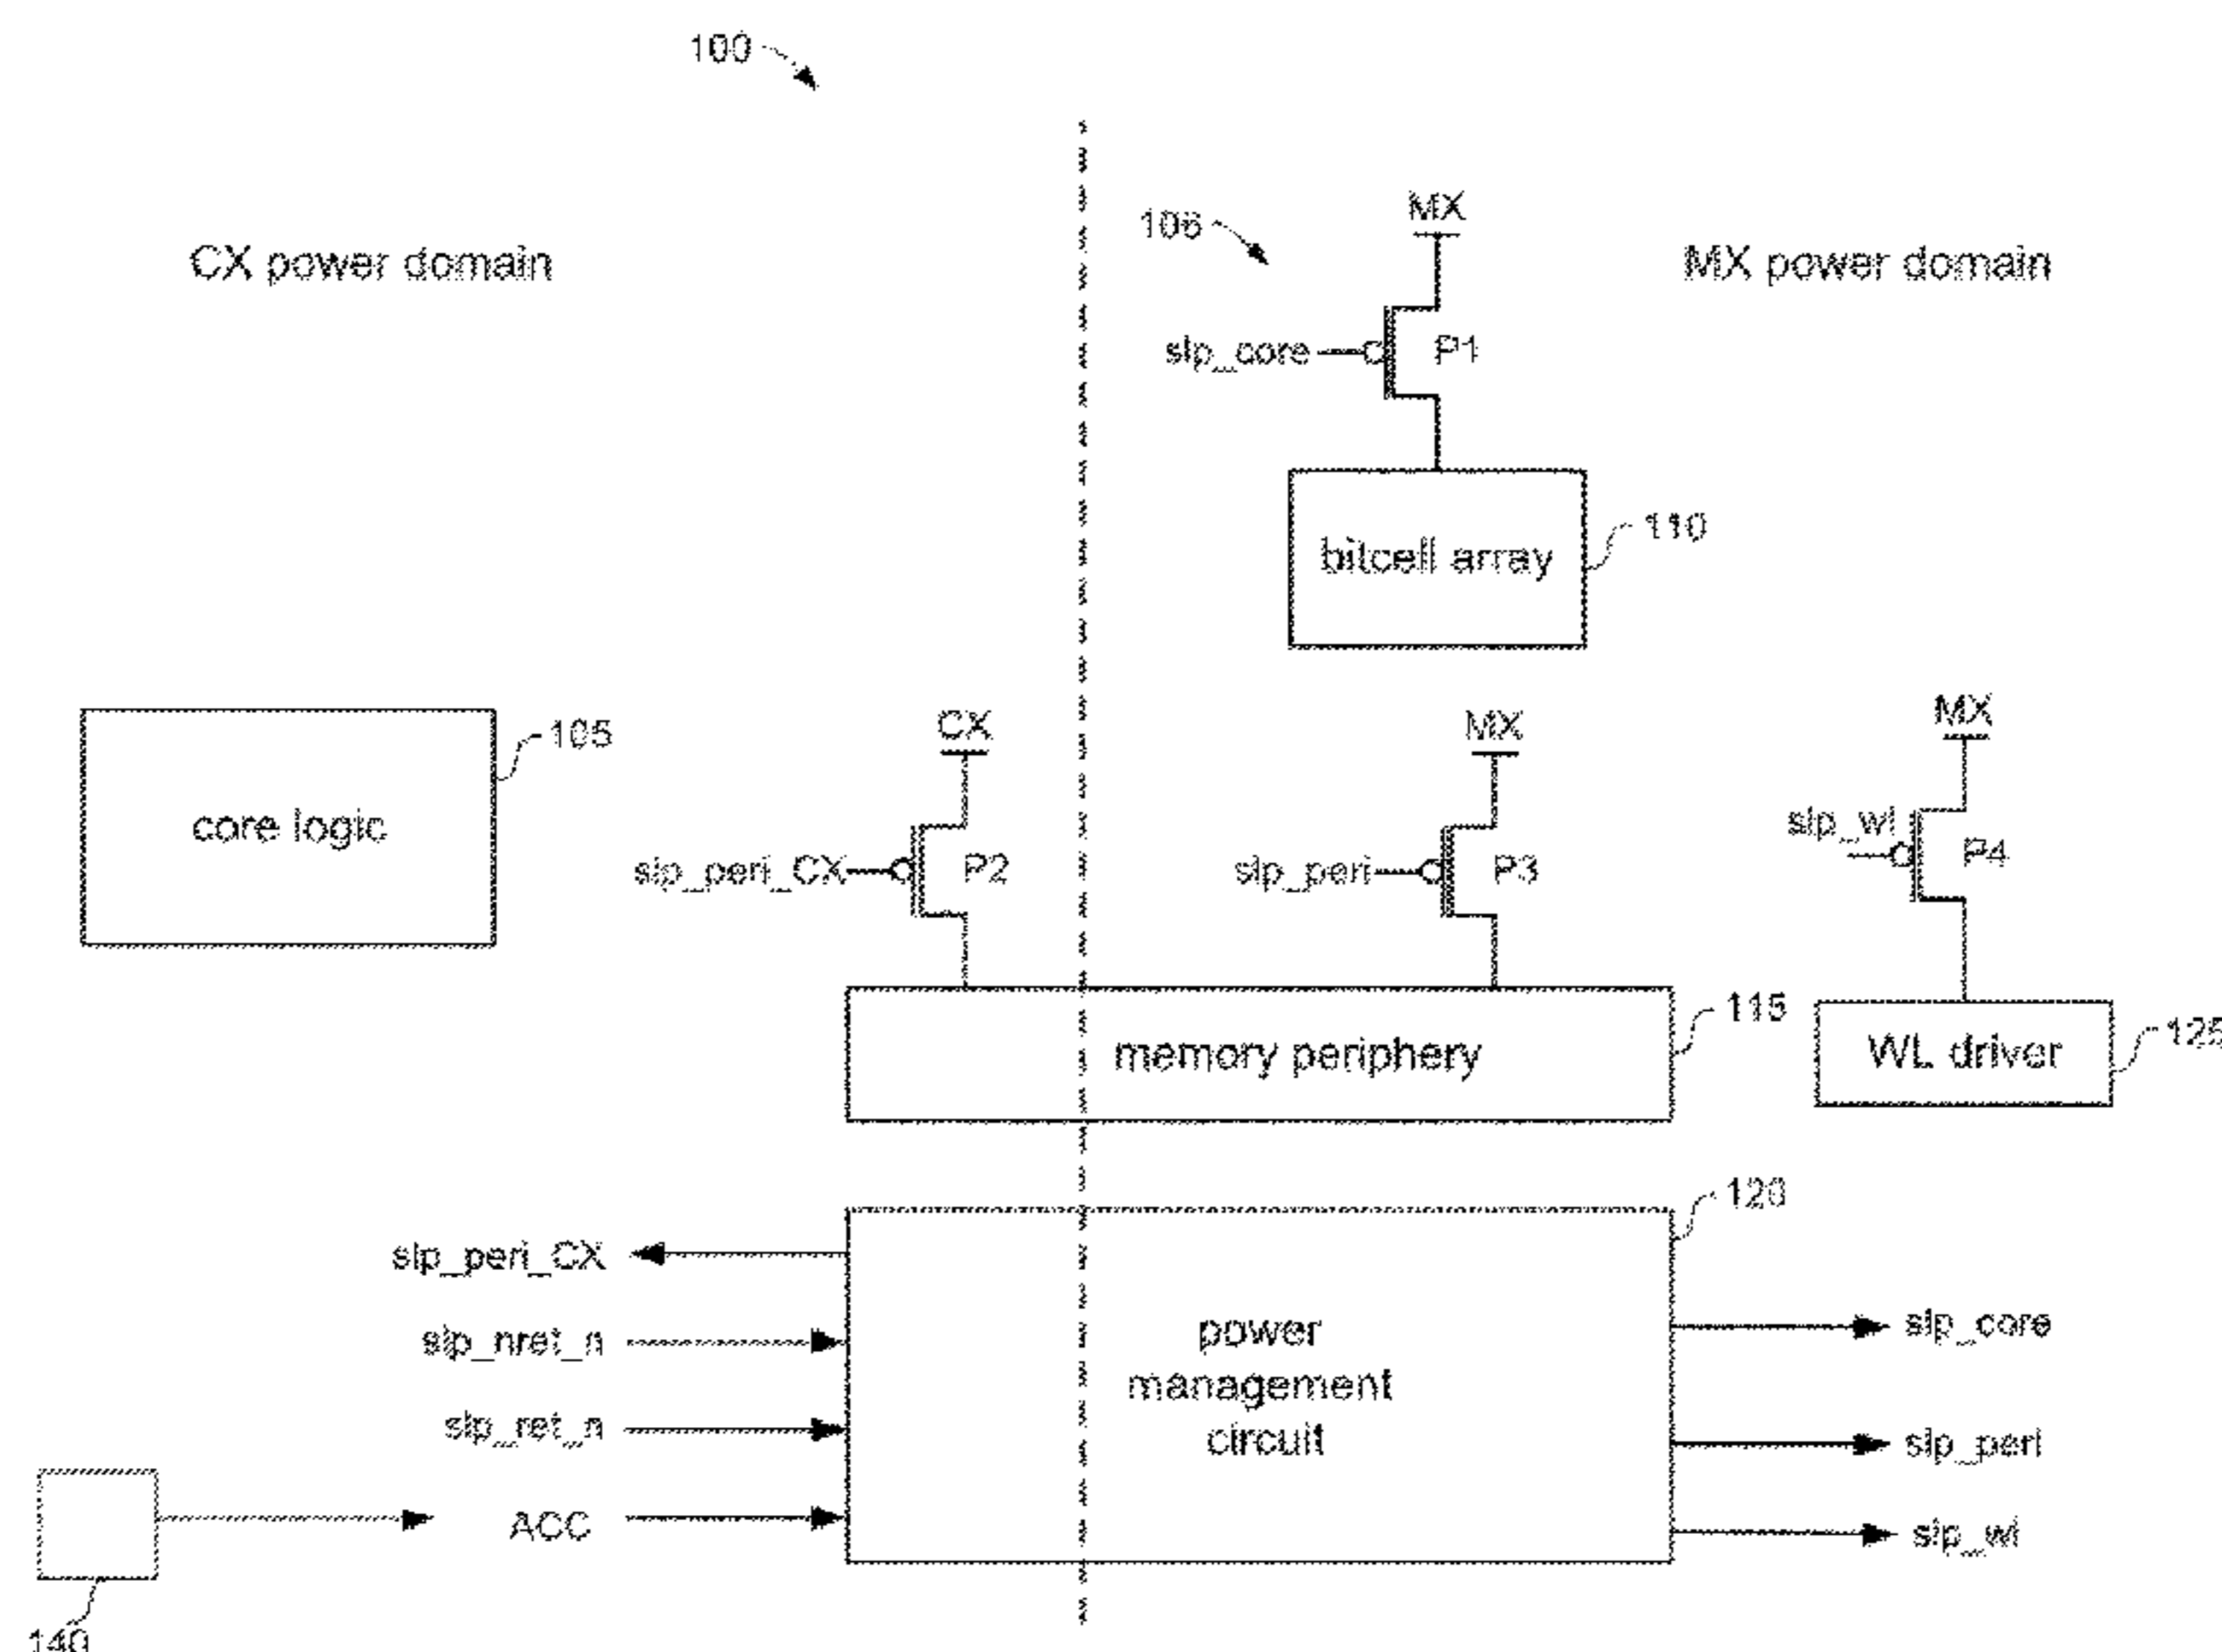 100
CX power domain
MX power domain
106
MX
slp_core
P1
bitcell array
110
core logic
105
CX
slp_peri_CX
P2
MX
slp_peri
P3
MX
slp_wl
P4
memory periphery
115
WL driver
125
power
management
circuit
120
slp_peri_CX
slp_nret_n
slp_ret_n
ACC
slp_core
slp_peri
slp_wl
140